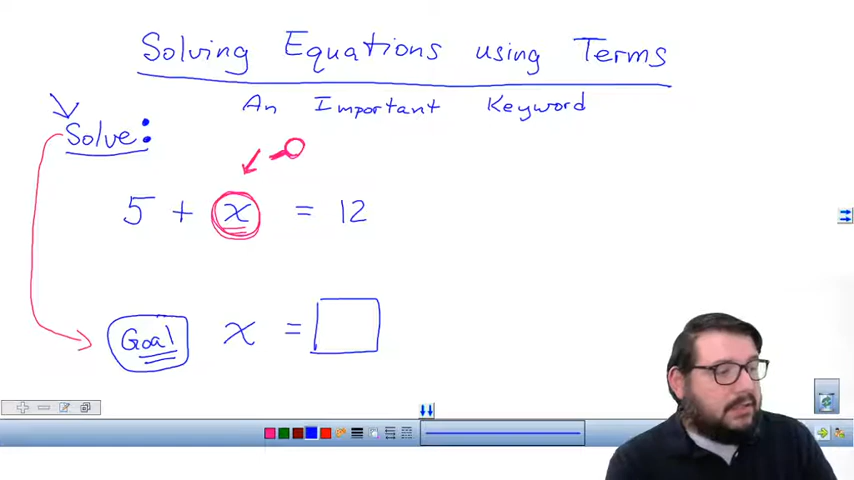 Solving Equations using Terms
An Important Keyword
Solve:
5 + x = 12
Goal x =